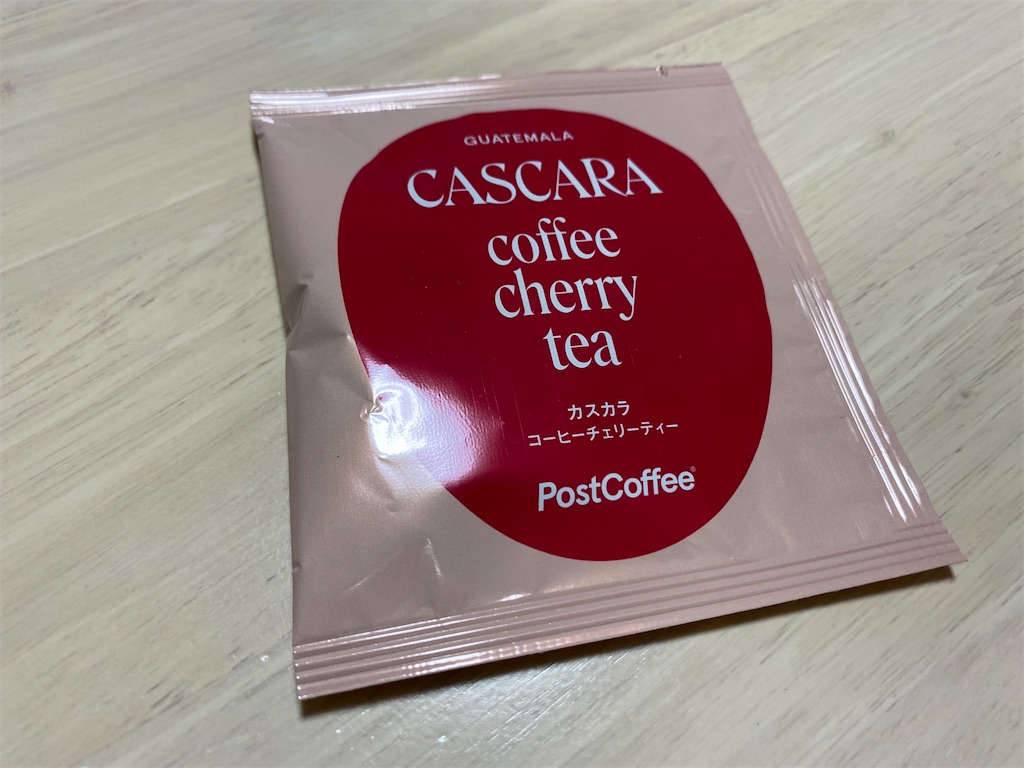 GUATEMALA
CASCARA
coffee
cherry
tea
カスカラ
コーヒーチェリーティー
PostCoffee®